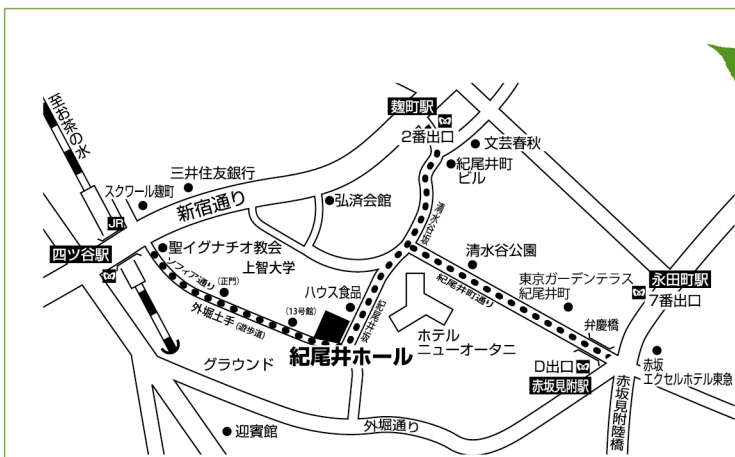 至お茶の水
麹町駅
2番出口
文芸春秋
紀尾井町
ビル
三井住友銀行
スクワール麹町
新宿通り
弘済会館
清水谷坂
JR
四ツ谷駅
聖イグナチオ教会
上智大学
ソフィア通り
(正門)
外堀土手(遊歩道)
(13号館)
ハウス食品
紀尾井坂
清水谷公園
紀尾井町通り
東京ガーデンテラス
紀尾井町
永田町駅
7番出口
弁慶橋
ホテル
ニューオータニ
紀尾井ホール
グラウンド
D出口
赤坂見附駅
赤坂
エクセルホテル東急
赤坂見附陸橋
外堀通り
迎賓館